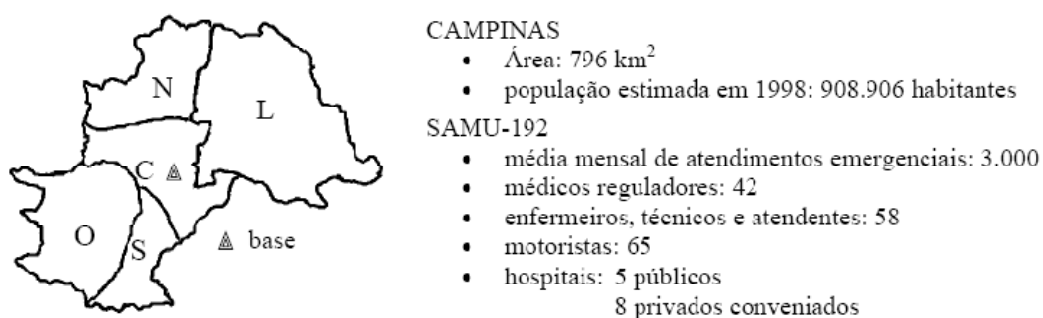 N
L
C
O
S
base
CAMPINAS
• Área: 796 km²
• população estimada em 1998: 908.906 habitantes
SAMU-192
• média mensal de atendimentos emergenciais: 3.000
• médicos reguladores: 42
• enfermeiros, técnicos e atendentes: 58
• motoristas: 65
• hospitais: 5 públicos
8 privados conveniados